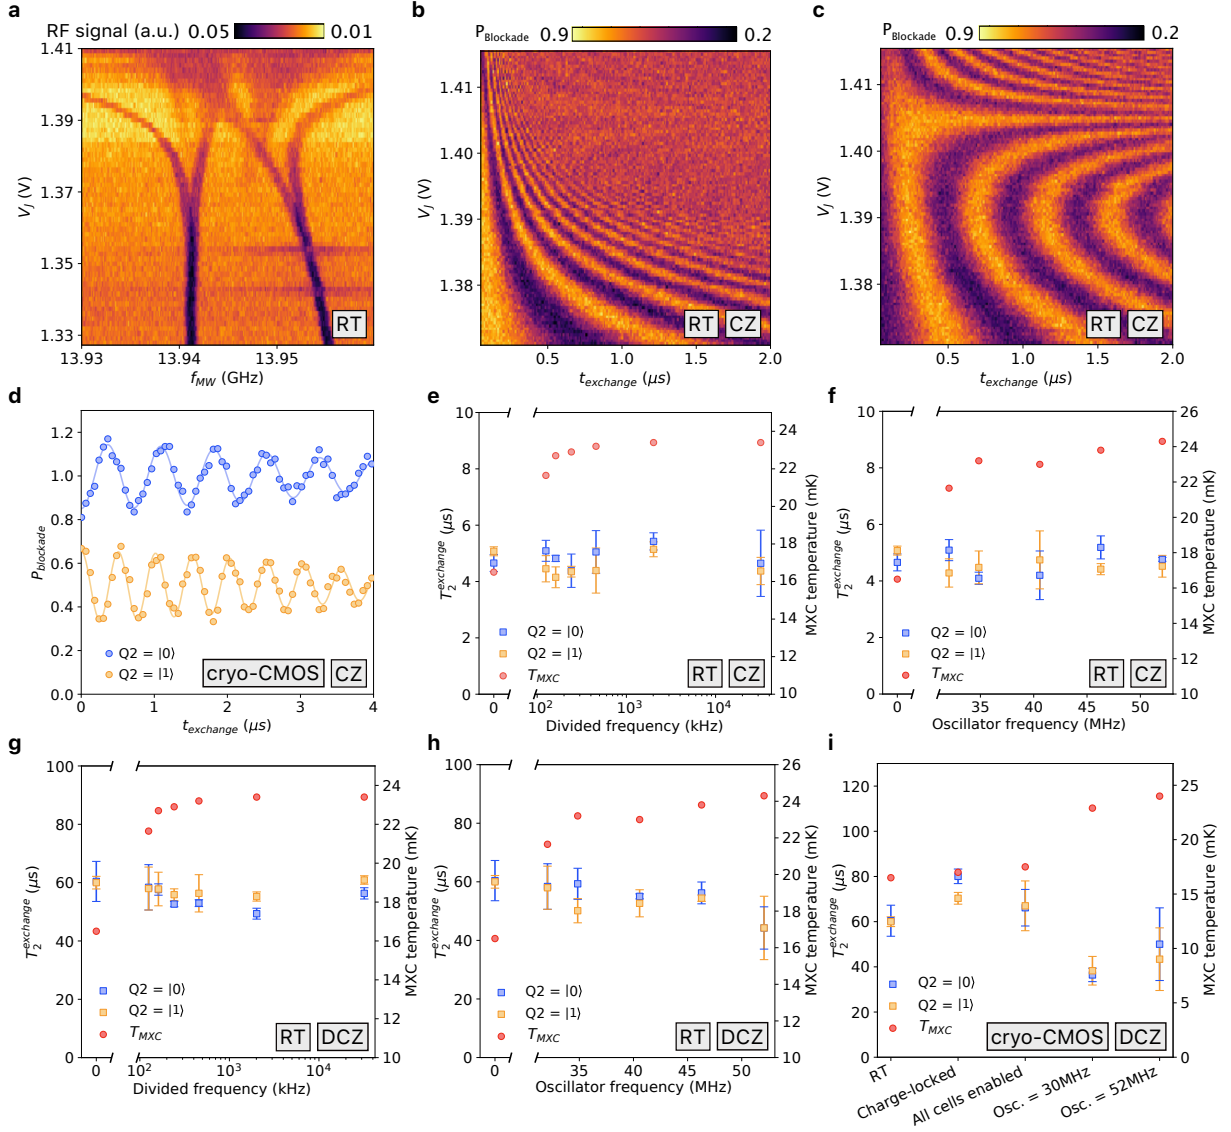 a
RF signal (a.u.) 0.05 0.01
1.41
1.39
1.37
1.35
1.33
V_J (V)
13.93 13.94 13.95
f_MW (GHz)
RT
b
P_Blockade 0.9 0.2
1.41
1.40
1.39
1.38
V_J (V)
0.5 1.0 1.5 2.0
t_exchange (μs)
RT CZ
c
P_Blockade 0.9 0.2
1.41
1.40
1.39
1.38
V_J (V)
0.5 1.0 1.5 2.0
t_exchange (μs)
RT CZ
d
1.2
1.0
0.8
0.6
0.4
0.2
0.0
P_blockade
Q2 = |0⟩
Q2 = |1⟩
cryo-CMOS CZ
0 1 2 3 4
t_exchange (μs)
e
10
8
6
4
2
0
T_2^exchange (μs)
24
22
20
18
16
14
12
10
MXC temperature (mK)
Q2 = |0⟩
Q2 = |1⟩
T_MXC
RT CZ
0 10^2 10^3 10^4
Divided frequency (kHz)
f
10
8
6
4
2
0
T_2^exchange (μs)
26
24
22
20
18
16
14
12
10
MXC temperature (mK)
Q2 = |0⟩
Q2 = |1⟩
T_MXC
RT CZ
0 35 40 45 50
Oscillator frequency (MHz)
g
100
80
60
40
20
0
T_2^exchange (μs)
24
22
20
18
16
14
12
10
MXC temperature (mK)
Q2 = |0⟩
Q2 = |1⟩
T_MXC
RT DCZ
0 10^2 10^3 10^4
Divided frequency (kHz)
h
100
80
60
40
20
0
T_2^exchange (μs)
26
24
22
20
18
16
14
12
10
MXC temperature (mK)
Q2 = |0⟩
Q2 = |1⟩
T_MXC
RT DCZ
0 35 40 45 50
Oscillator frequency (MHz)
i
120
100
80
60
40
20
0
T_2^exchange (μs)
25
20
15
10
5
0
MXC temperature (mK)
Q2 = |0⟩
Q2 = |1⟩
T_MXC
cryo-CMOS DCZ
RT
Charge-locked
All cells enabled
Osc. = 30MHz
Osc. = 52MHz